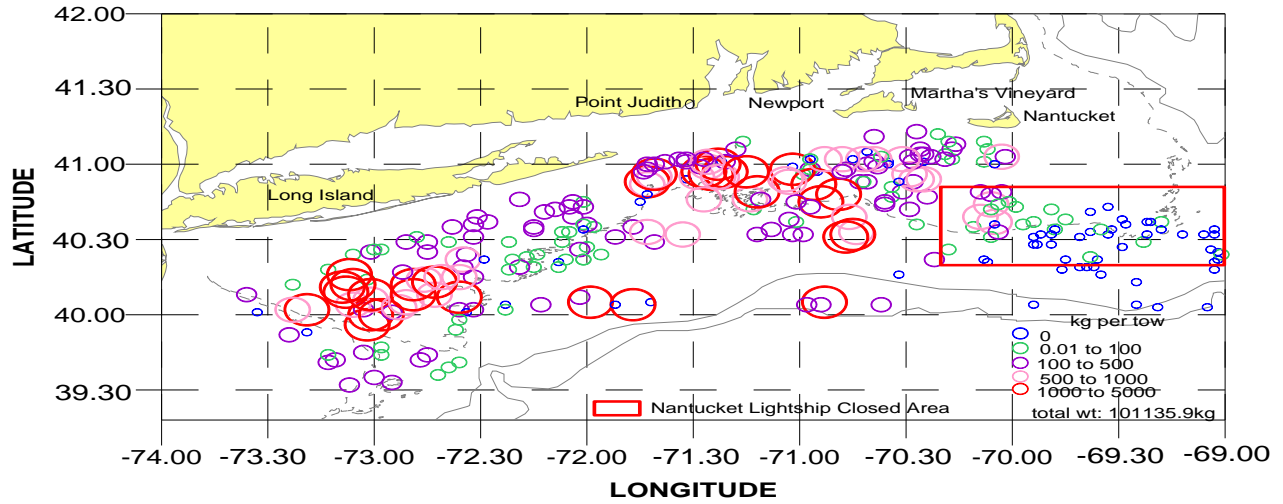 42.00
41.30
Point Judith
Newport
Martha's Vineyard
Nantucket
41.00
Long Island
LATITUDE
40.30
40.00
kg per tow
0
0.01 to 100
100 to 500
500 to 1000
1000 to 5000
39.30
Nantucket Lightship Closed Area
total wt: 101135.9kg
-74.00 -73.30 -73.00 -72.30 -72.00 -71.30 -71.00 -70.30 -70.00 -69.30 -69.00
LONGITUDE